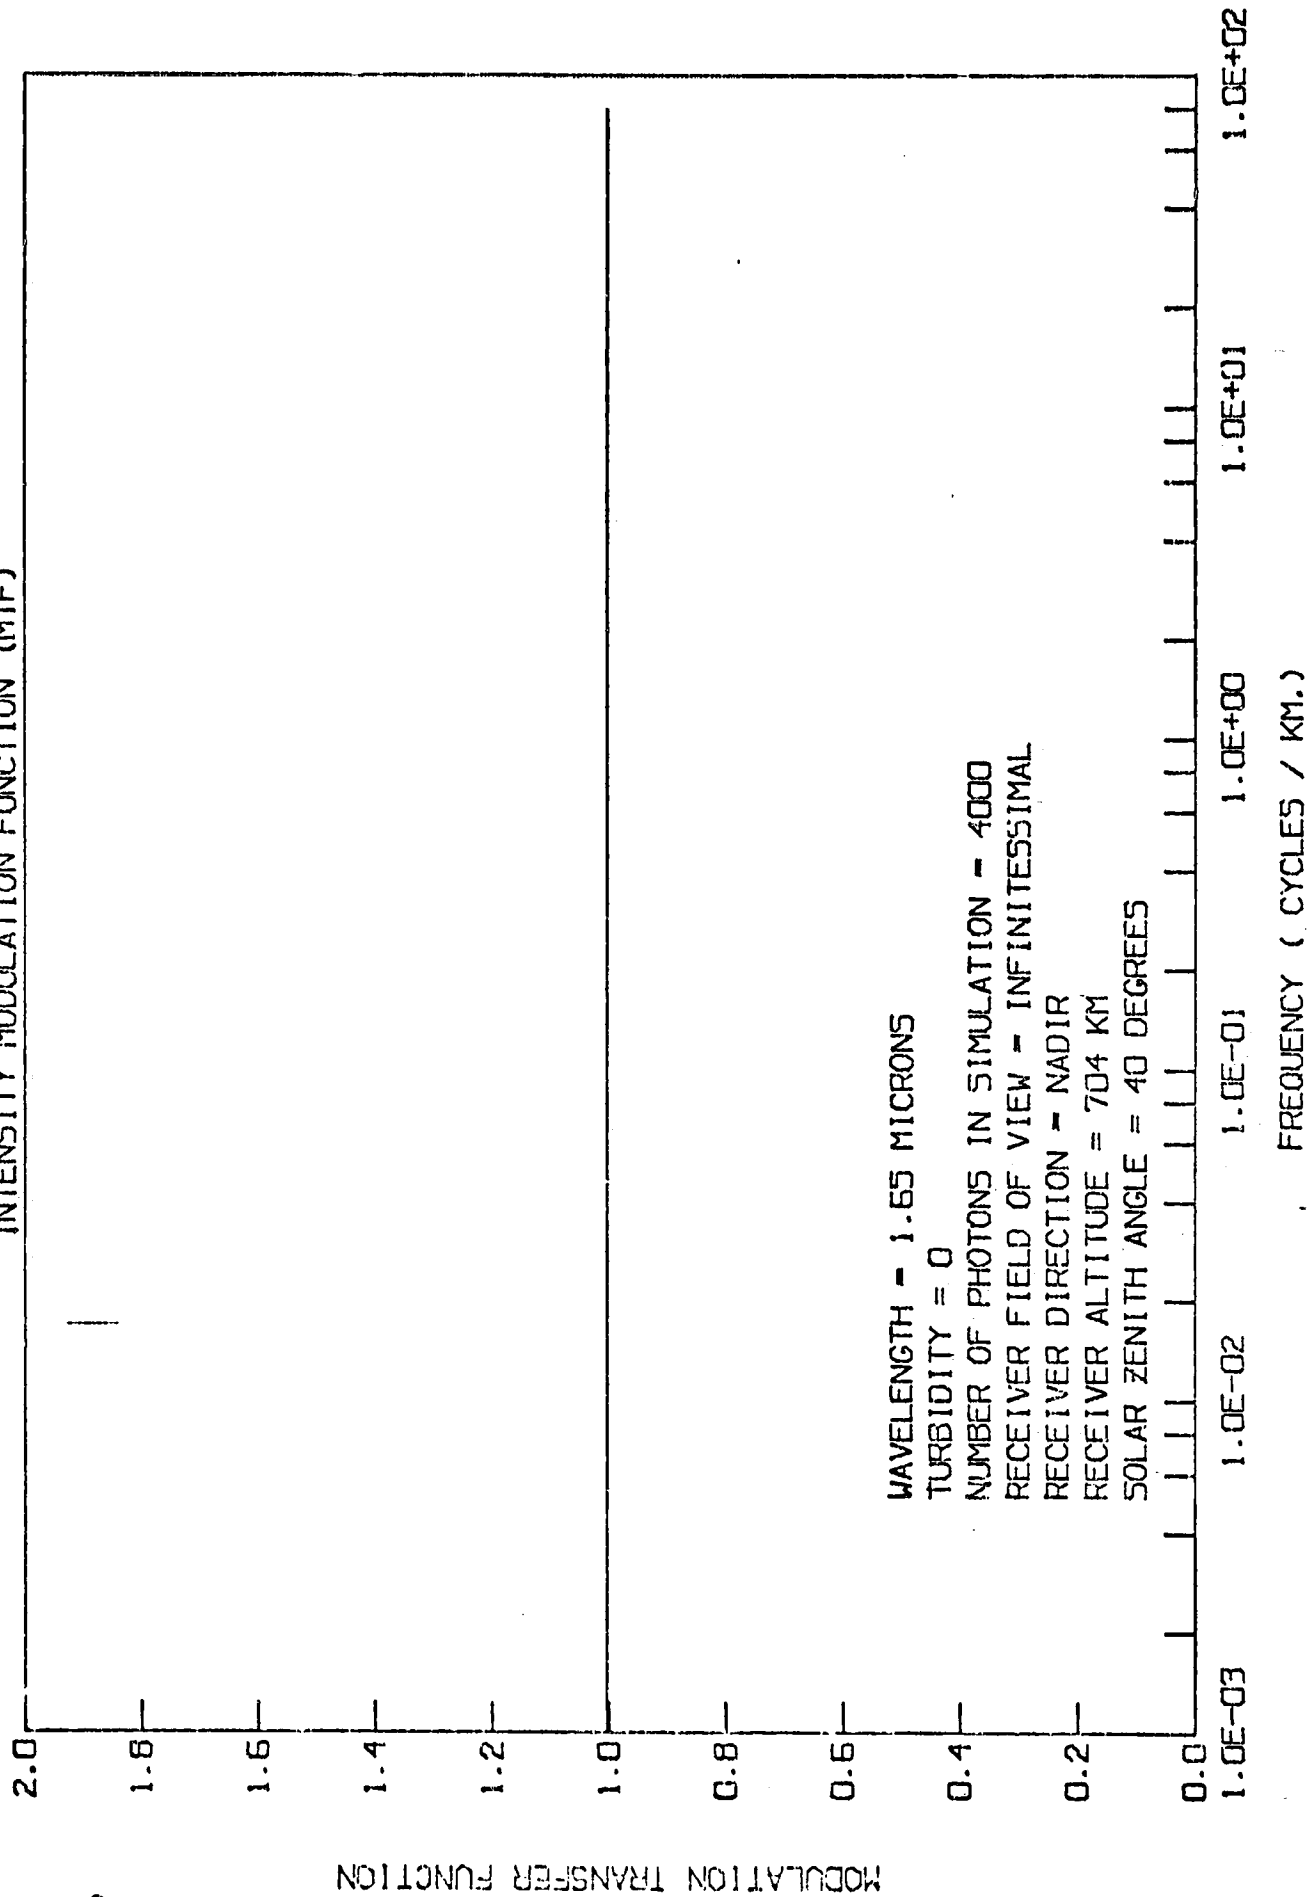 INTENSITY MODULATION FUNCTION (MTF)
2.0
1.8
1.6
1.4
1.2
1.0
0.8
0.6
0.4
0.2
0.0
MODULATION TRANSFER FUNCTION
WAVELENGTH = 1.65 MICRONS
TURBIDITY = 0
NUMBER OF PHOTONS IN SIMULATION = 4000
RECEIVER FIELD OF VIEW = INFINITESSIMAL
RECEIVER DIRECTION = NADIR
RECEIVER ALTITUDE = 704 KM
SOLAR ZENITH ANGLE = 40 DEGREES
1.0E-03 1.0E-02 1.0E-01 1.0E+00 1.0E+01 1.0E+02
FREQUENCY ( CYCLES / KM.)